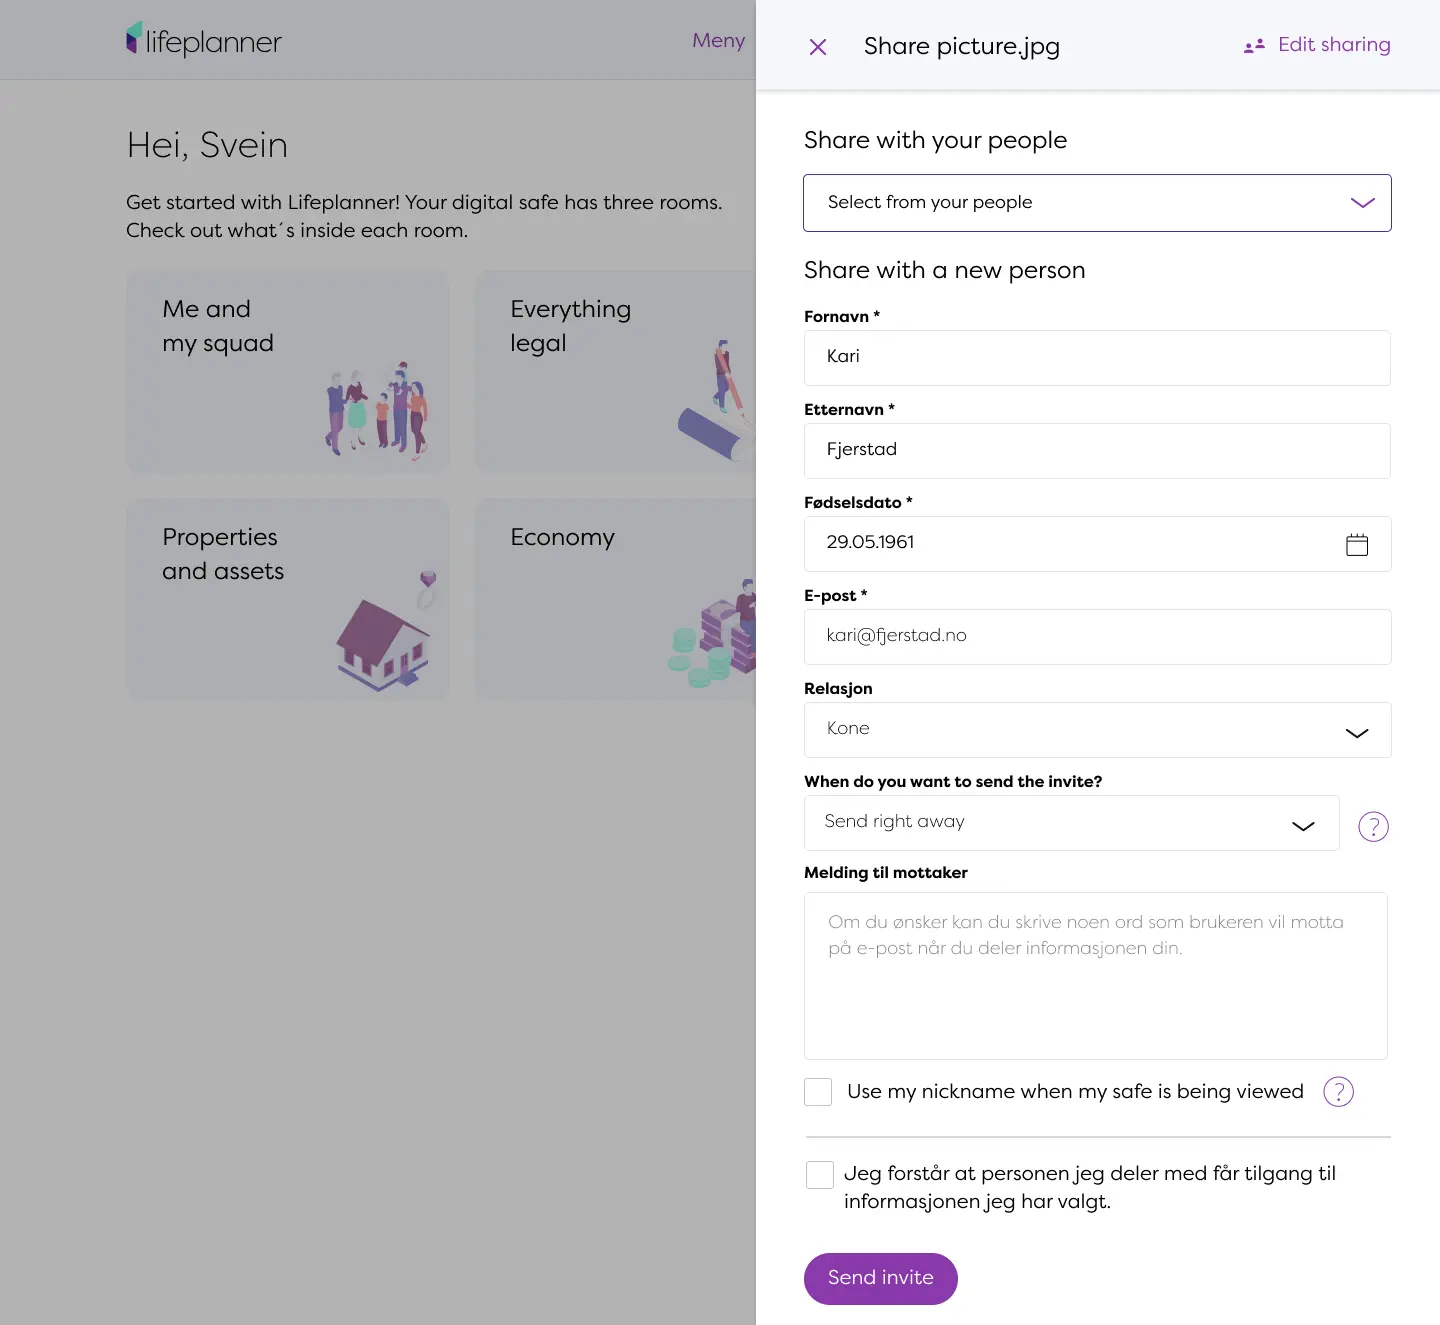 lifeplanner
Meny
Hei, Svein
Get started with Lifeplanner! Your digital safe has three rooms.
Check out what´s inside each room.
Me and
my squad
Everything
legal
Properties
and assets
Economy
Share picture.jpg
Edit sharing
Share with your people
Select from your people
Share with a new person
Fornavn *
Kari
Etternavn *
Fjerstad
Fødselsdato *
29.05.1961
E-post *
kari@fjerstad.no
Relasjon
Kone
When do you want to send the invite?
Send right away
?
Melding til mottaker
Om du ønsker kan du skrive noen ord som brukeren vil motta
på e-post når du deler informasjonen din.
Use my nickname when my safe is being viewed
?
Jeg forstår at personen jeg deler med får tilgang til
informasjonen jeg har valgt.
Send invite